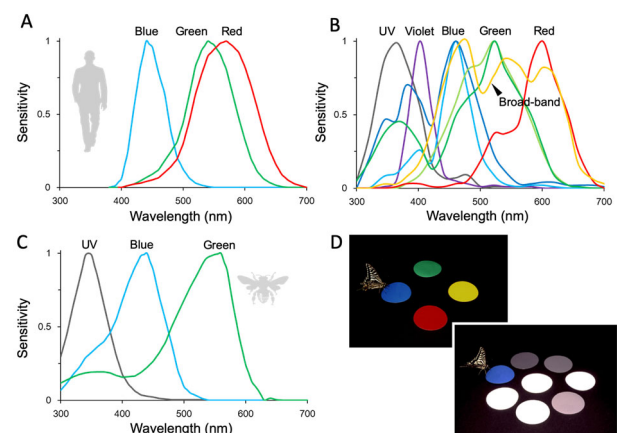 A
Blue Green Red
1
0.5
0
Sensitivity
300 400 500 600 700
Wavelength (nm)
B
UV Violet Blue Green Red
Broad-band
1
0.5
0
Sensitivity
300 400 500 600 700
Wavelength (nm)
C
UV Blue Green
1
0.5
0
Sensitivity
300 400 500 600 700
Wavelength (nm)
D